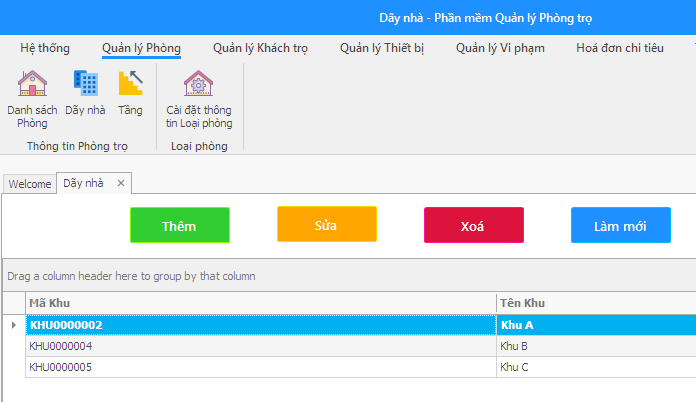 Dãy nhà - Phần mềm Quản lý Phòng trọ
Hệ thống Quản lý Phòng Quản lý Khách trọ Quản lý Thiết bị Quản lý Vi phạm Hoá đơn chi tiêu
Danh sách Phòng Dãy nhà Tầng Cài đặt thông tin Loại phòng
Thông tin Phòng trọ Loại phòng
Welcome Dãy nhà ×
Thêm Sửa Xoá Làm mới
Drag a column header here to group by that column
Mã Khu Tên Khu
KHU0000002 Khu A
KHU0000004 Khu B
KHU0000005 Khu C